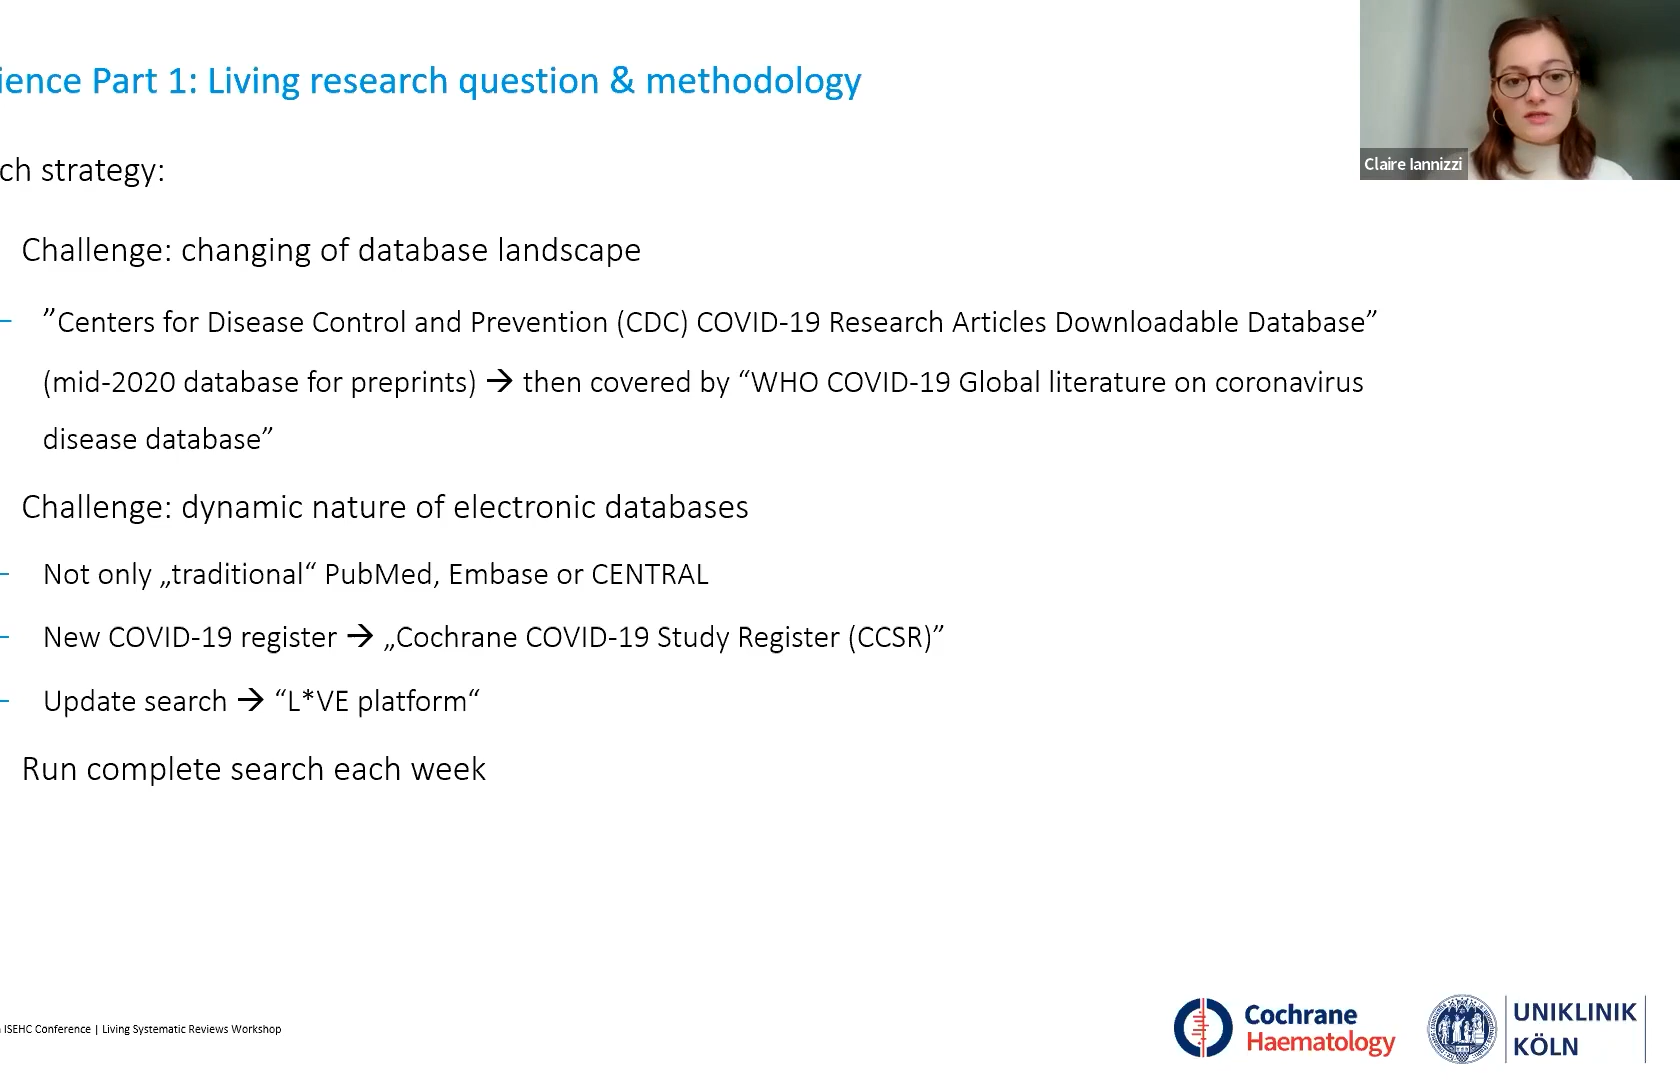 ience Part 1: Living research question & methodology
Claire Iannizzi
ch strategy:
Challenge: changing of database landscape
– ”Centers for Disease Control and Prevention (CDC) COVID-19 Research Articles Downloadable Database”
(mid-2020 database for preprints) → then covered by “WHO COVID-19 Global literature on coronavirus
disease database”
Challenge: dynamic nature of electronic databases
– Not only „traditional“ PubMed, Embase or CENTRAL
– New COVID-19 register → „Cochrane COVID-19 Study Register (CCSR)”
– Update search → “L*VE platform“
Run complete search each week
ISEHC Conference | Living Systematic Reviews Workshop
Cochrane
Haematology
UNIKLINIK
KÖLN